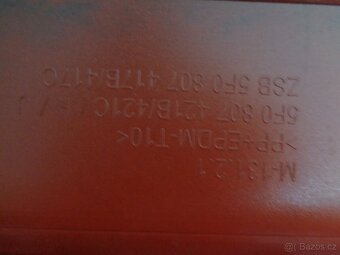 M-131.2.1
>PP+EPDM-T10<
5F0 807 421B/421C
ZSB 5F0 807 417B/417C
Bazos.cz